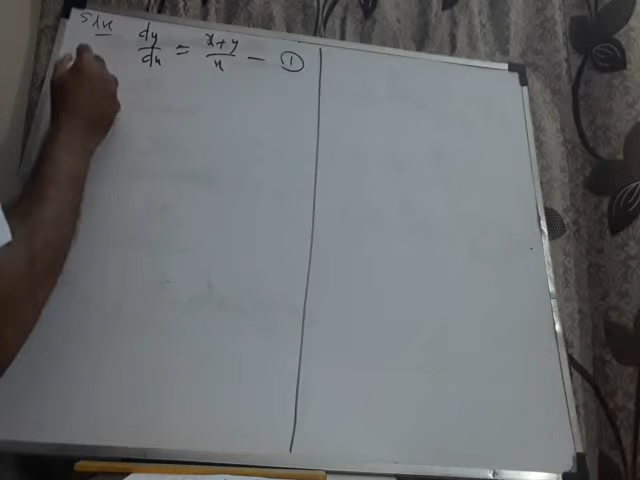 Sln dy/dx = x+y/x - ①